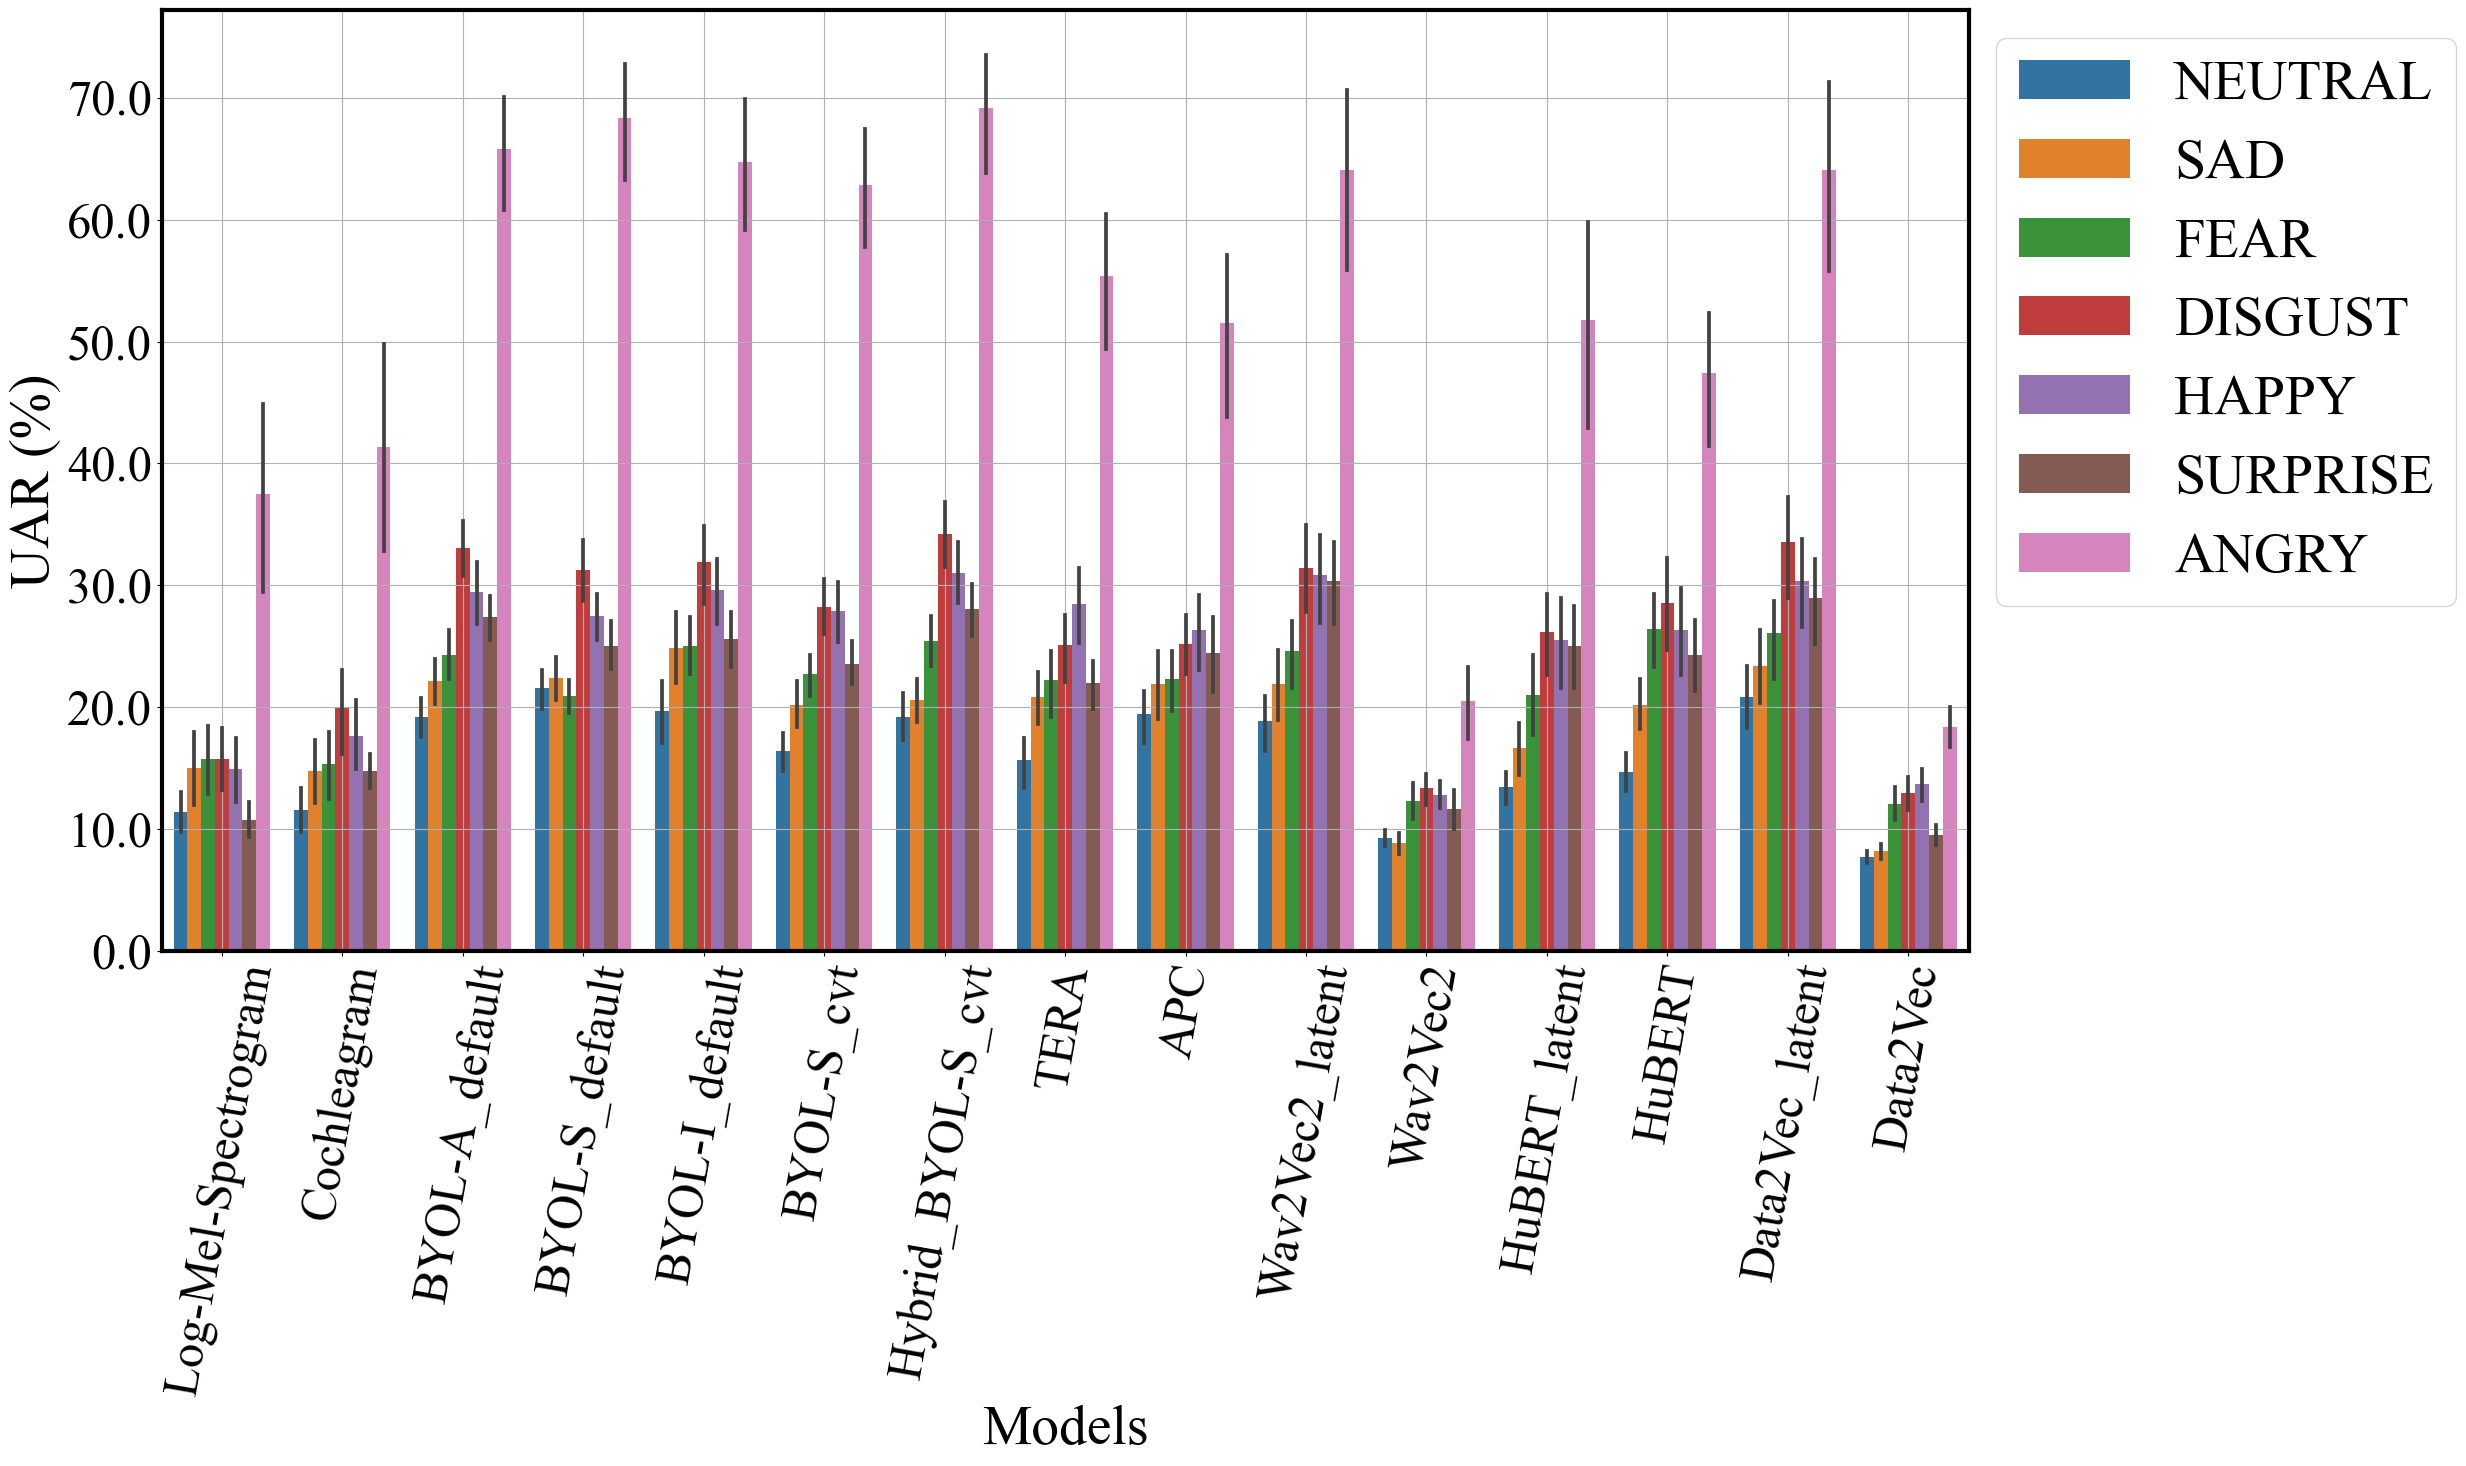 UAR (%)
70.0
60.0
50.0
40.0
30.0
20.0
10.0
0.0
Log-Mel-Spectrogram
Cochleagram
BYOL-A_default
BYOL-S_default
BYOL-I_default
BYOL-S_cvt
Hybrid_BYOL-S_cvt
TERA
APC
Wav2Vec2_latent
Wav2Vec2
HuBERT_latent
HuBERT
Data2Vec_latent
Data2Vec
Models
NEUTRAL
SAD
FEAR
DISGUST
HAPPY
SURPRISE
ANGRY